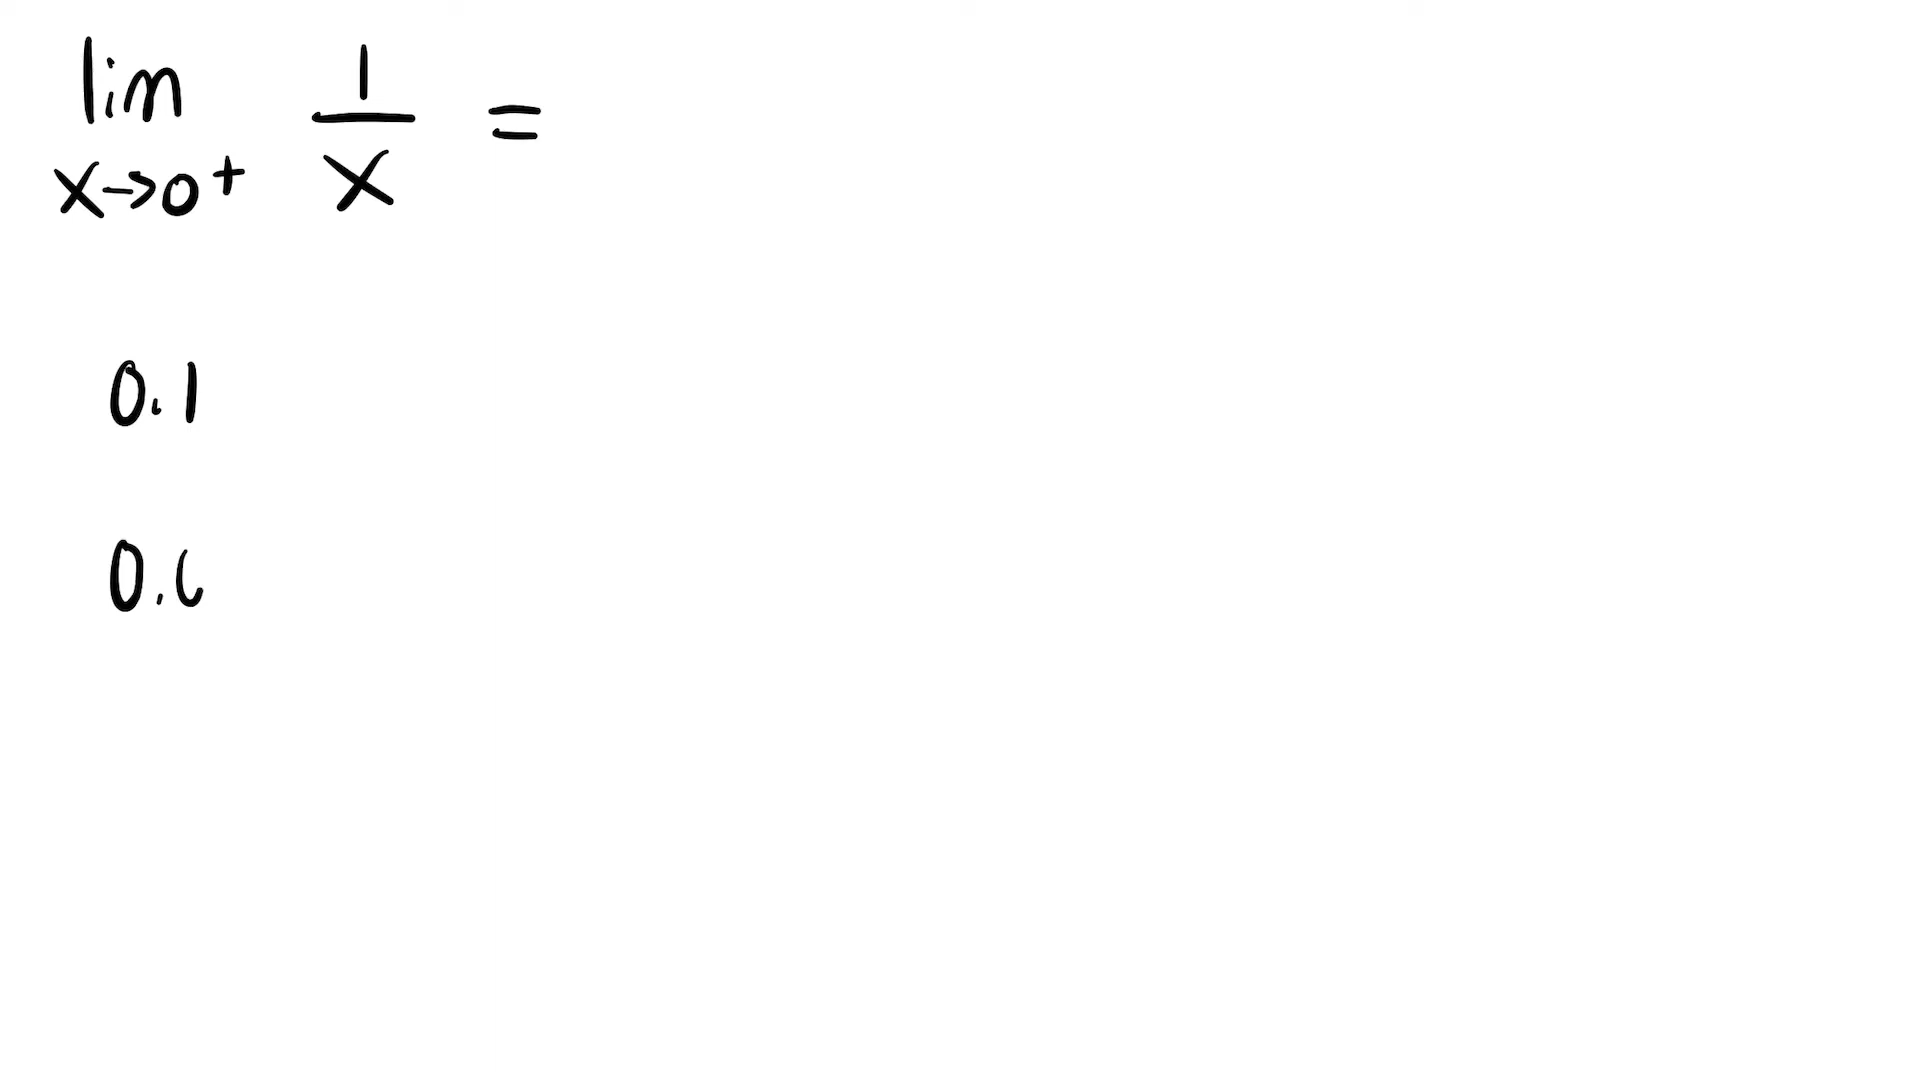 lim 1/x =
x→0⁺
0.1
0.